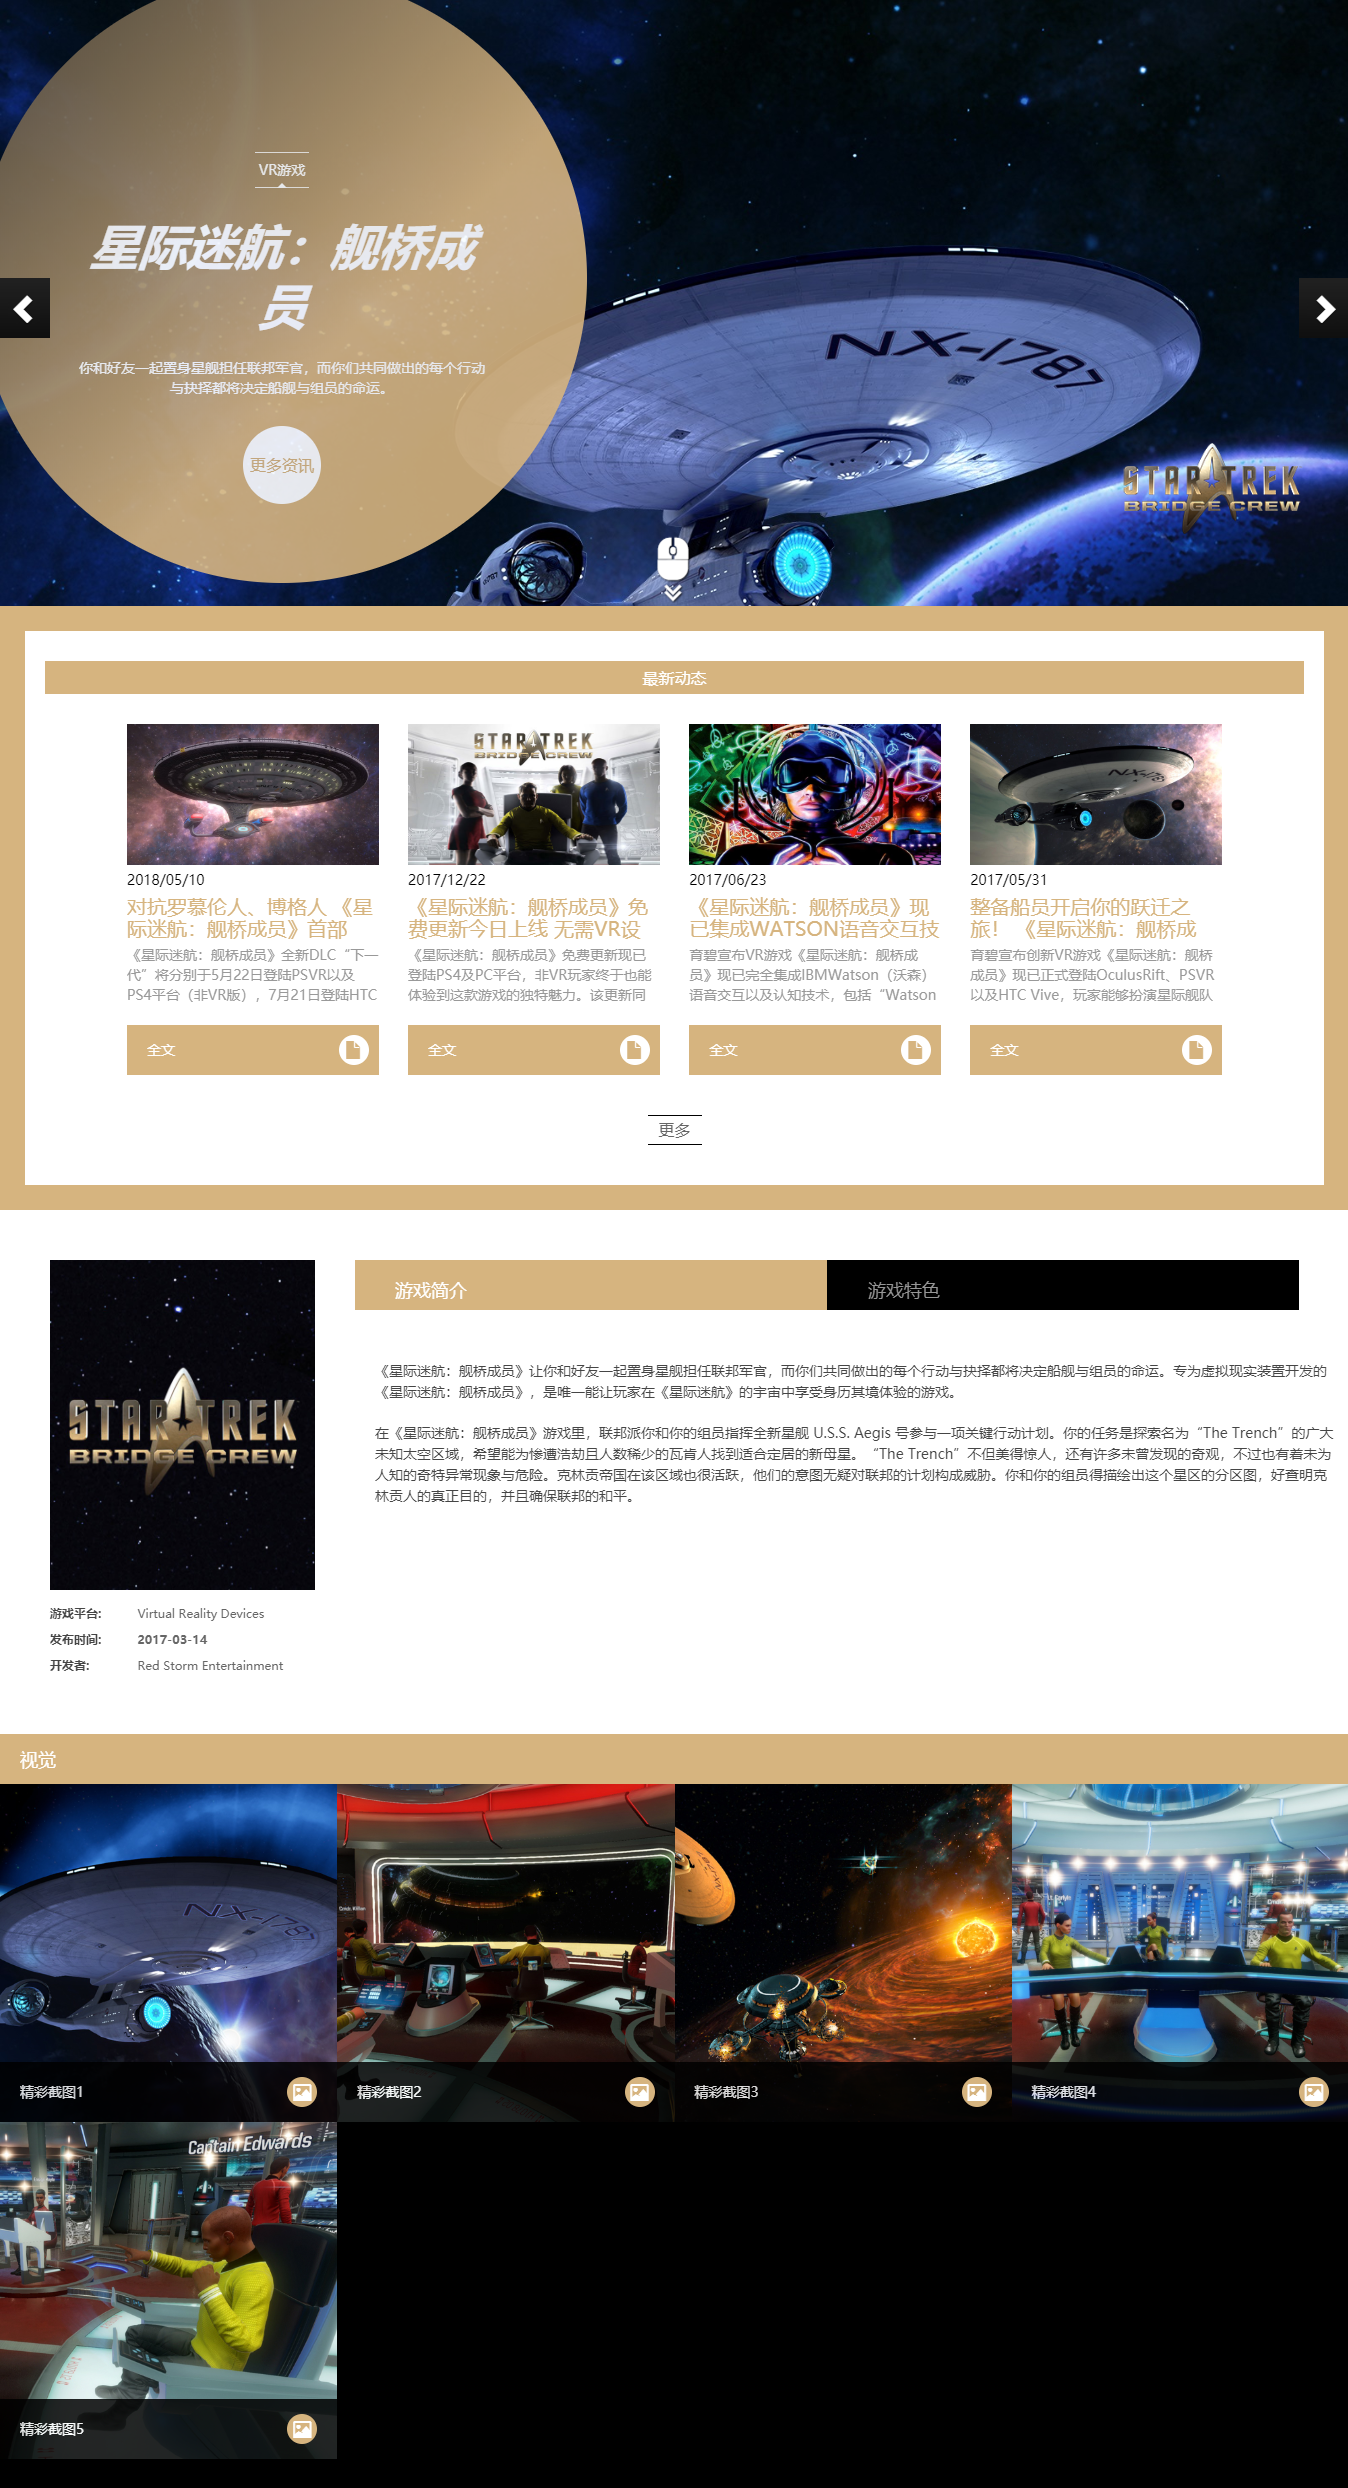 VR游戏
星际迷航：舰桥成
员
你和好友一起置身星舰担任联邦军官，而你们共同做出的每个行动
与抉择都将决定船舰与组员的命运。
更多资讯
NX-1787
STAR TREK
BRIDGE CREW
最新动态
STAR TREK
BRIDGE CREW
2018/05/10
对抗罗慕伦人、博格人 《星
际迷航：舰桥成员》首部
《星际迷航：舰桥成员》全新DLC“下一
代”将分别于5月22日登陆PSVR以及
PS4平台（非VR版），7月21日登陆HTC
全文
2017/12/22
《星际迷航：舰桥成员》免
费更新今日上线 无需VR设
《星际迷航：舰桥成员》免费更新现已
登陆PS4及PC平台，非VR玩家终于也能
体验到这款游戏的独特魅力。该更新同
全文
2017/06/23
《星际迷航：舰桥成员》现
已集成WATSON语音交互技
育碧宣布VR游戏《星际迷航：舰桥成
员》现已完全集成IBMWatson（沃森）
语音交互以及认知技术，包括“Watson
全文
2017/05/31
整备船员开启你的跃迁之
旅！ 《星际迷航：舰桥成
育碧宣布创新VR游戏《星际迷航：舰桥
成员》现已正式登陆OculusRift、PSVR
以及HTC Vive，玩家能够扮演星际舰队
全文
更多
STAR TREK
BRIDGE CREW
游戏平台: Virtual Reality Devices
发布时间: 2017-03-14
开发者: Red Storm Entertainment
游戏简介
游戏特色
《星际迷航：舰桥成员》让你和好友一起置身星舰担任联邦军官，而你们共同做出的每个行动与抉择都将决定船舰与组员的命运。专为虚拟现实装置开发的
《星际迷航：舰桥成员》，是唯一能让玩家在《星际迷航》的宇宙中享受身历其境体验的游戏。
在《星际迷航：舰桥成员》游戏里，联邦派你和你的组员指挥全新星舰 U.S.S. Aegis 号参与一项关键行动计划。你的任务是探索名为“The Trench”的广大
未知太空区域，希望能为惨遭浩劫且人数稀少的瓦肯人找到适合定居的新母星。“The Trench”不但美得惊人，还有许多未曾发现的奇观，不过也有着未为
人知的奇特异常现象与危险。克林贡帝国在该区域也很活跃，他们的意图无疑对联邦的计划构成威胁。你和你的组员得描绘出这个星区的分区图，好查明克
林贡人的真正目的，并且确保联邦的和平。
视觉
NX-1787
精彩截图1
精彩截图2
精彩截图3
精彩截图4
Captain Edwards
精彩截图5